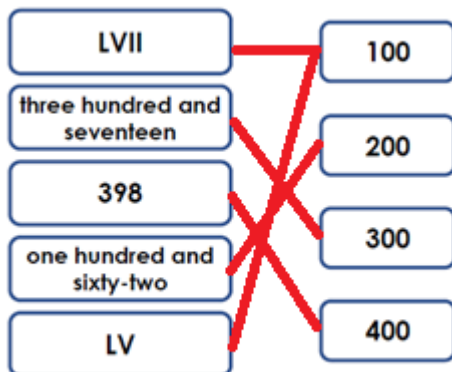 LVII
three hundred and
seventeen
398
one hundred and
sixty-two
LV
100
200
300
400